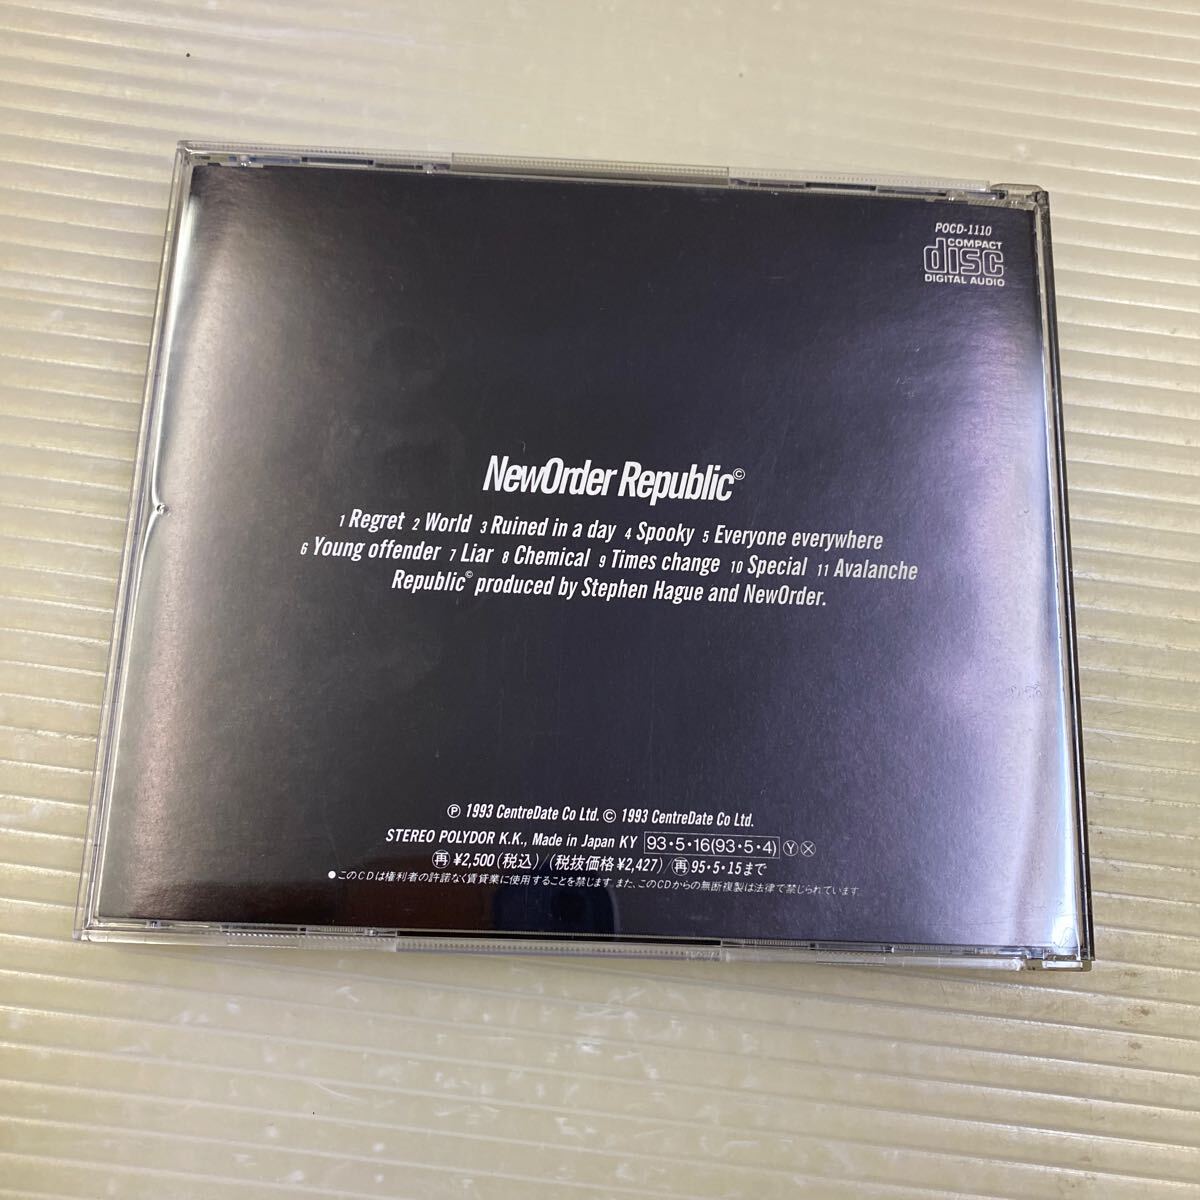 POCD-1110
COMPACT
disc
DIGITAL AUDIO
NewOrder Republic©
1 Regret 2 World 3 Ruined in a day 4 Spooky 5 Everyone everywhere
6 Young offender 7 Liar 8 Chemical 9 Times change 10 Special 11 Avalanche
Republic© produced by Stephen Hague and NewOrder.
Ⓟ 1993 CentreDate Co Ltd. © 1993 CentreDate Co Ltd.
STEREO POLYDOR K.K., Made in Japan KY 93・5・16(93・5・4) Ⓨ Ⓧ
㊢ ¥2,500(税込)/(税抜価格¥2,427)/再 95・5・15まで
●このCDは権利者の許諾なく賃貸業に使用することを禁じます。また、このCDからの無断複製は法律で禁じられています。